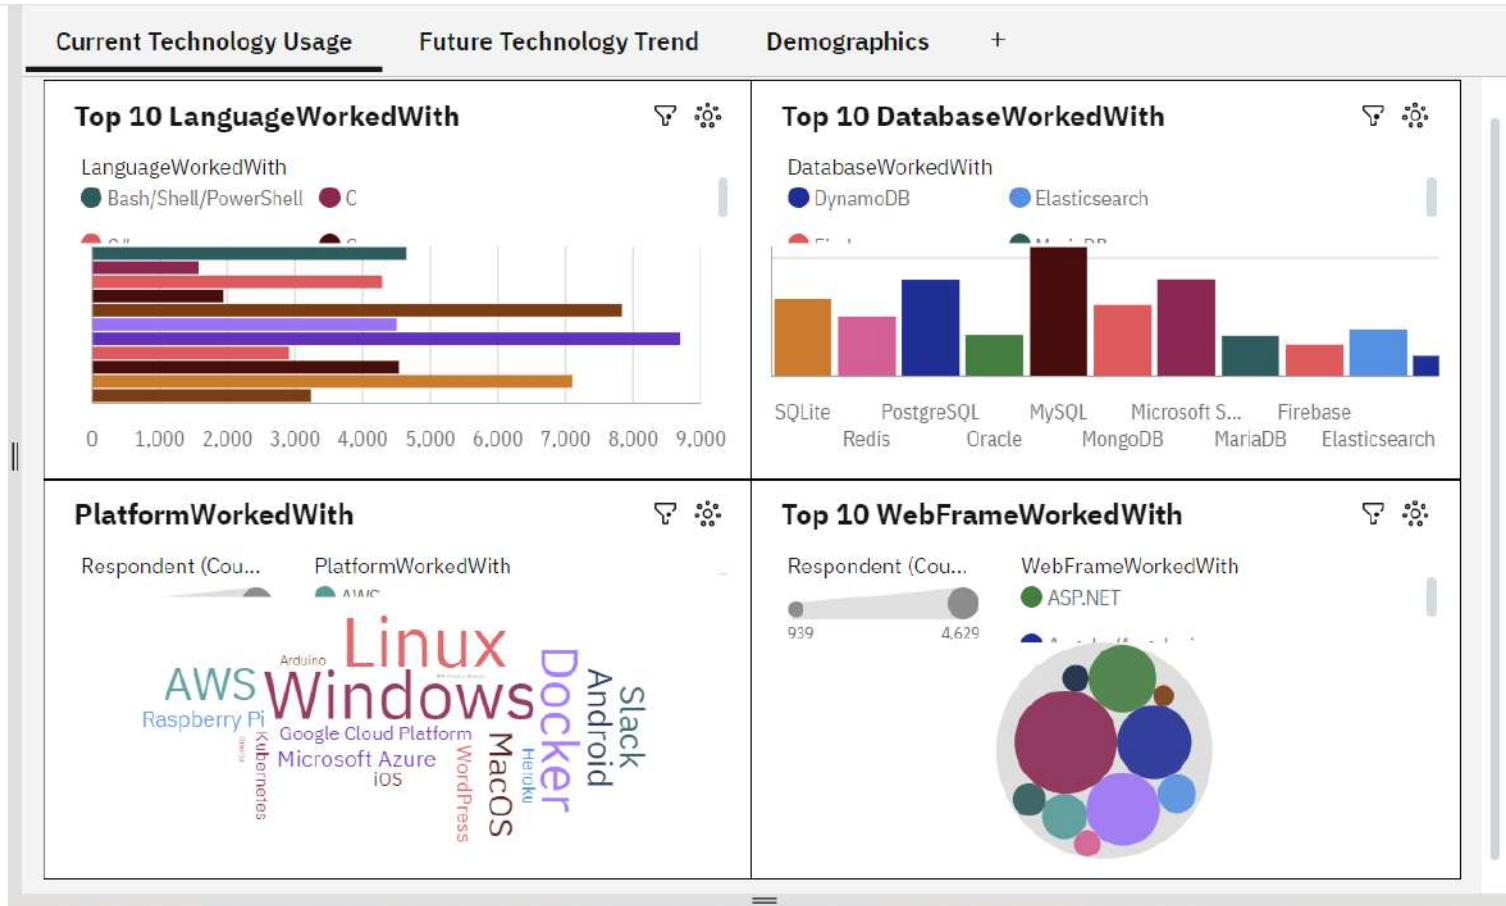 Current Technology Usage Future Technology Trend Demographics +
Top 10 LanguageWorkedWith
LanguageWorkedWith
Bash/Shell/PowerShell C
0 1,000 2,000 3,000 4,000 5,000 6,000 7,000 8,000 9,000
Top 10 DatabaseWorkedWith
DatabaseWorkedWith
DynamoDB Elasticsearch
MariaDB
SQLite PostgreSQL MySQL Microsoft S... Firebase
Redis Oracle MongoDB MariaDB Elasticsearch
PlatformWorkedWith
Respondent (Cou... PlatformWorkedWith
AWS
Linux
Arduino
AWS
Windows
Docker
Android
Slack
Raspberry Pi
Google Cloud Platform
Microsoft Azure
iOS
Kubernetes
WordPress
MacOS
Heroku
Top 10 WebFrameWorkedWith
Respondent (Cou... WebFrameWorkedWith
ASP.NET
939 4,629